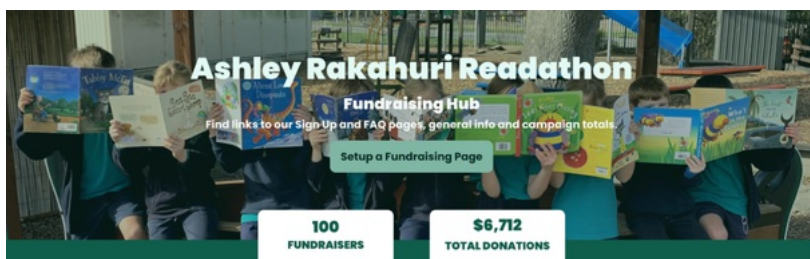 Ashley Rakahuri Readathon
Fundraising Hub
Find links to our Sign Up and FAQ pages, general info and campaign totals.
Setup a Fundraising Page
100
FUNDRAISERS
$6,712
TOTAL DONATIONS